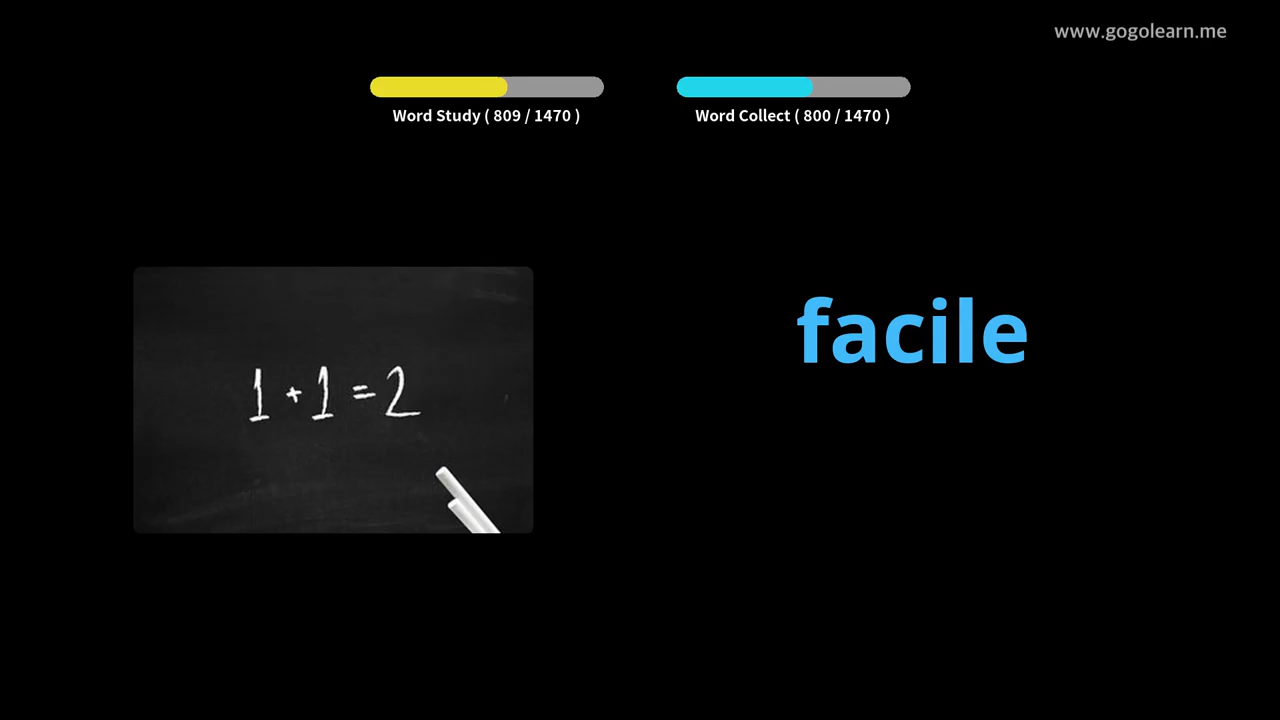 www.gogolearn.me
Word Study ( 809 / 1470 )
Word Collect ( 800 / 1470 )
1 + 1 = 2
facile